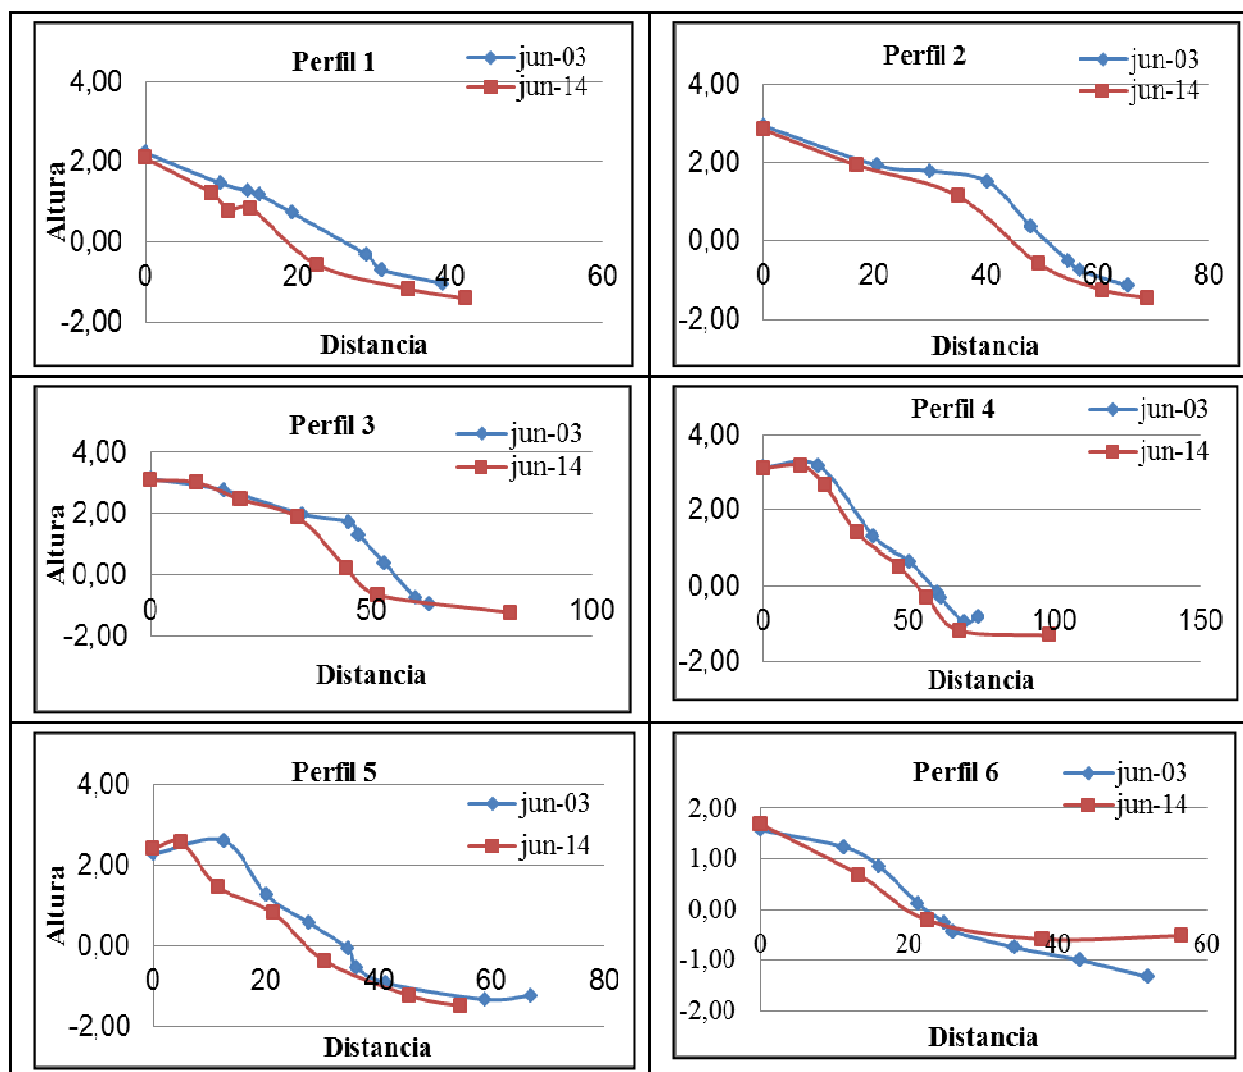 Perfil 1
jun-03
jun-14
4,00
2,00
0,00
-2,00
0
20
40
60
Altura
Distancia
Perfil 2
jun-03
jun-14
4,00
2,00
0,00
-2,00
0
20
40
60
80
Distancia
Perfil 3
jun-03
jun-14
4,00
2,00
0,00
-2,00
0
50
100
Altura
Distancia
Perfil 4
jun-03
jun-14
4,00
2,00
0,00
-2,00
0
50
100
150
Distancia
Perfil 5
jun-03
jun-14
4,00
2,00
0,00
-2,00
0
20
40
60
80
Altura
Distancia
Perfil 6
jun-03
jun-14
2,00
1,00
0,00
-1,00
-2,00
0
20
40
60
Distancia